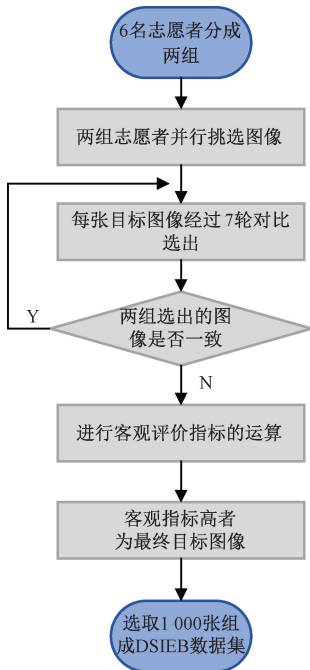 6名志愿者分成
两组
两组志愿者并行挑选图像
每张目标图像经过 7轮对比
选出
两组选出的图
像是否一致
Y
N
进行客观评价指标的运算
客观指标高者
为最终目标图像
选取1 000张组
成DSIEB数据集